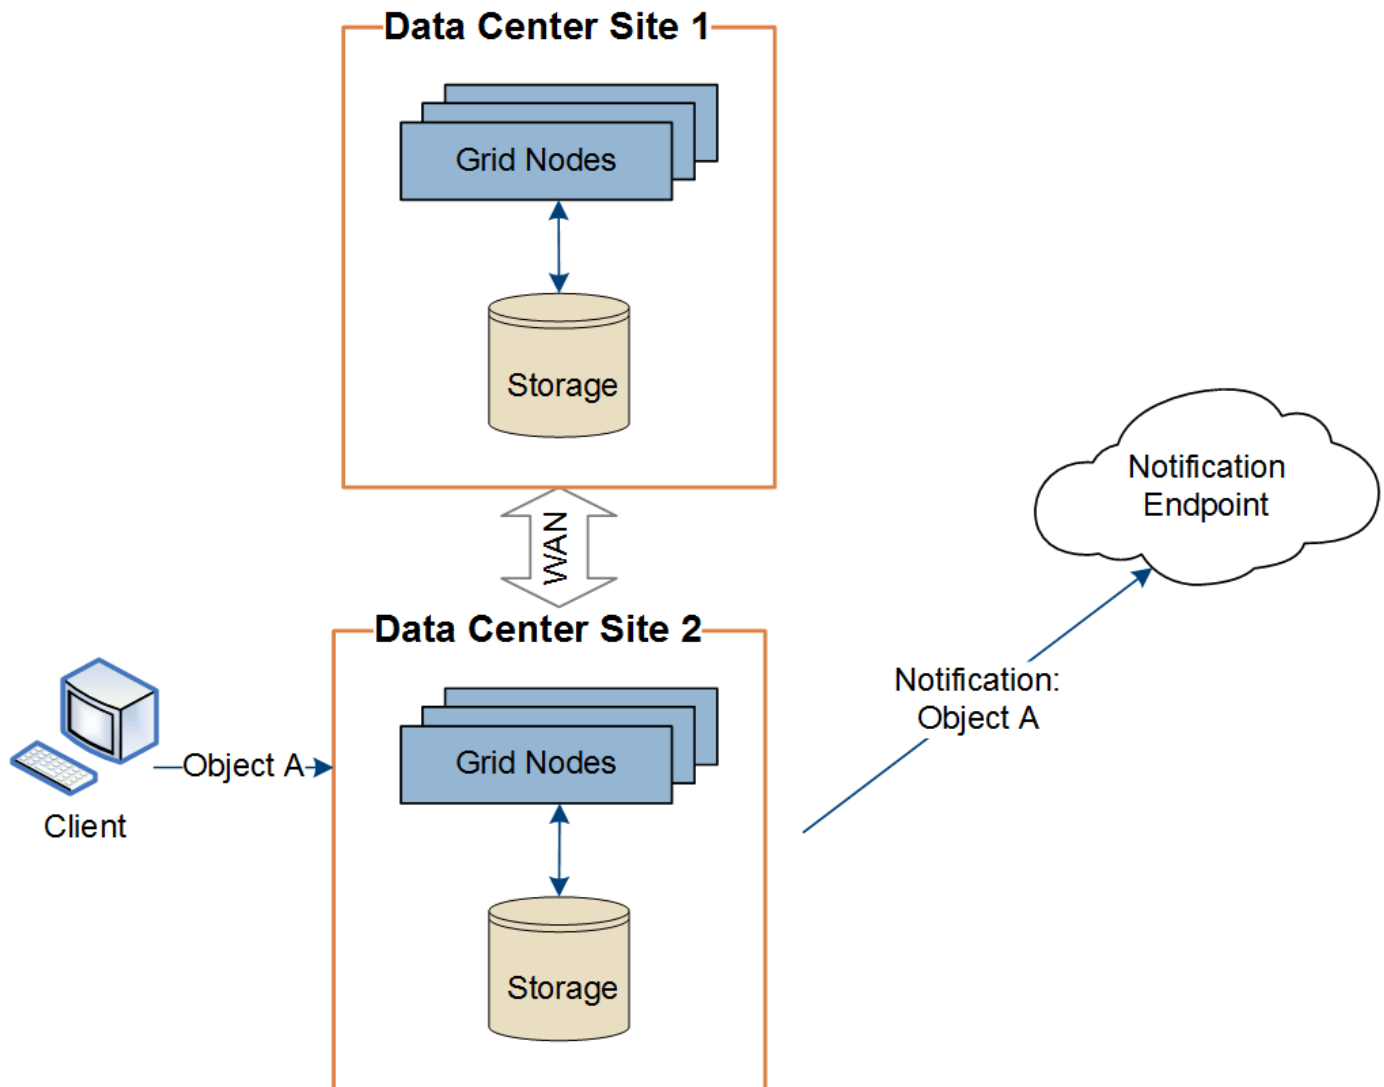 Data Center Site 1
Grid Nodes
Storage
Notification
Endpoint
WAN
Data Center Site 2
Notification:
Object A
Grid Nodes
Object A
Client
Storage